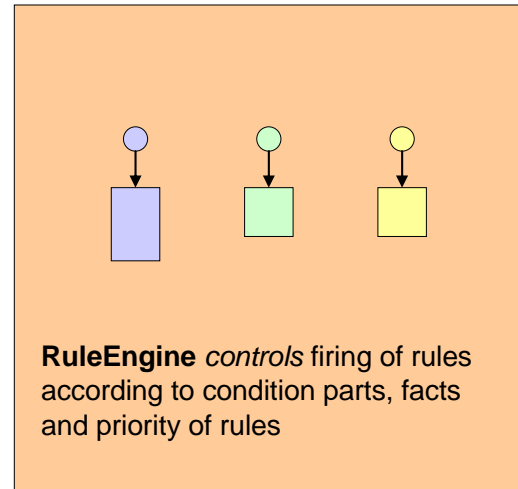 RuleEngine controls firing of rules
according to condition parts, facts
and priority of rules